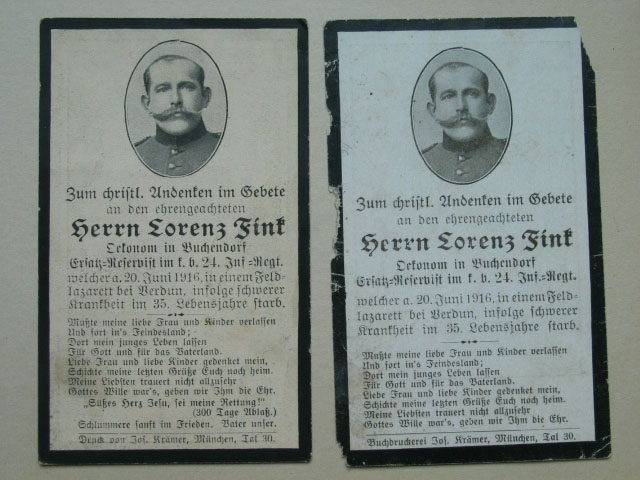 Zum christl. Andenken im Gebete
an den ehrengeachteten
Herrn Lorenz Fink
Oekonom in Buchendorf
Ersatz-Reservist im k. b. 24. Inf.-Regt.
welcher a. 20. Juni 1916, in einem Feld-
lazarett bei Verdun, infolge schwerer
Krankheit im 35. Lebensjahre starb.
Mußte meine liebe Frau und Kinder verlassen
Und fort in's Feindesland;
Dort mein junges Leben lassen
Für Gott und für das Vaterland.
Liebe Frau und liebe Kinder gedenket mein,
Schickte meine letzten Grüße Euch noch heim.
Meine Liebsten trauert nicht allzusehr
Gottes Wille war's, geben wir Ihm die Ehr.
„Süßes Herz Jesu, sei meine Rettung!"
(300 Tage Ablaß.)
Schlummere sanft im Frieden. Vater unser.
Druck von Jos. Krämer, München, Tal 30.
Zum christl. Andenken im Gebete
an den ehrengeachteten
Herrn Lorenz Fink
Oekonom in Buchendorf
Ersatz-Reservist im k. b. 24. Inf.-Regt.
welcher a. 20. Juni 1916, in einem Feld-
lazarett bei Verdun, infolge schwerer
Krankheit im 35. Lebensjahre starb.
Mußte meine liebe Frau und Kinder verlassen
Und fort in's Feindesland;
Dort mein junges Leben lassen
Für Gott und für das Vaterland.
Liebe Frau und liebe Kinder gedenket mein,
Schickte meine letzten Grüße Euch noch heim.
Meine Liebsten trauert nicht allzusehr
Gottes Wille war's, geben wir Ihm die Ehr.
Buchdruckerei Jos. Krämer, München, Tal 30.